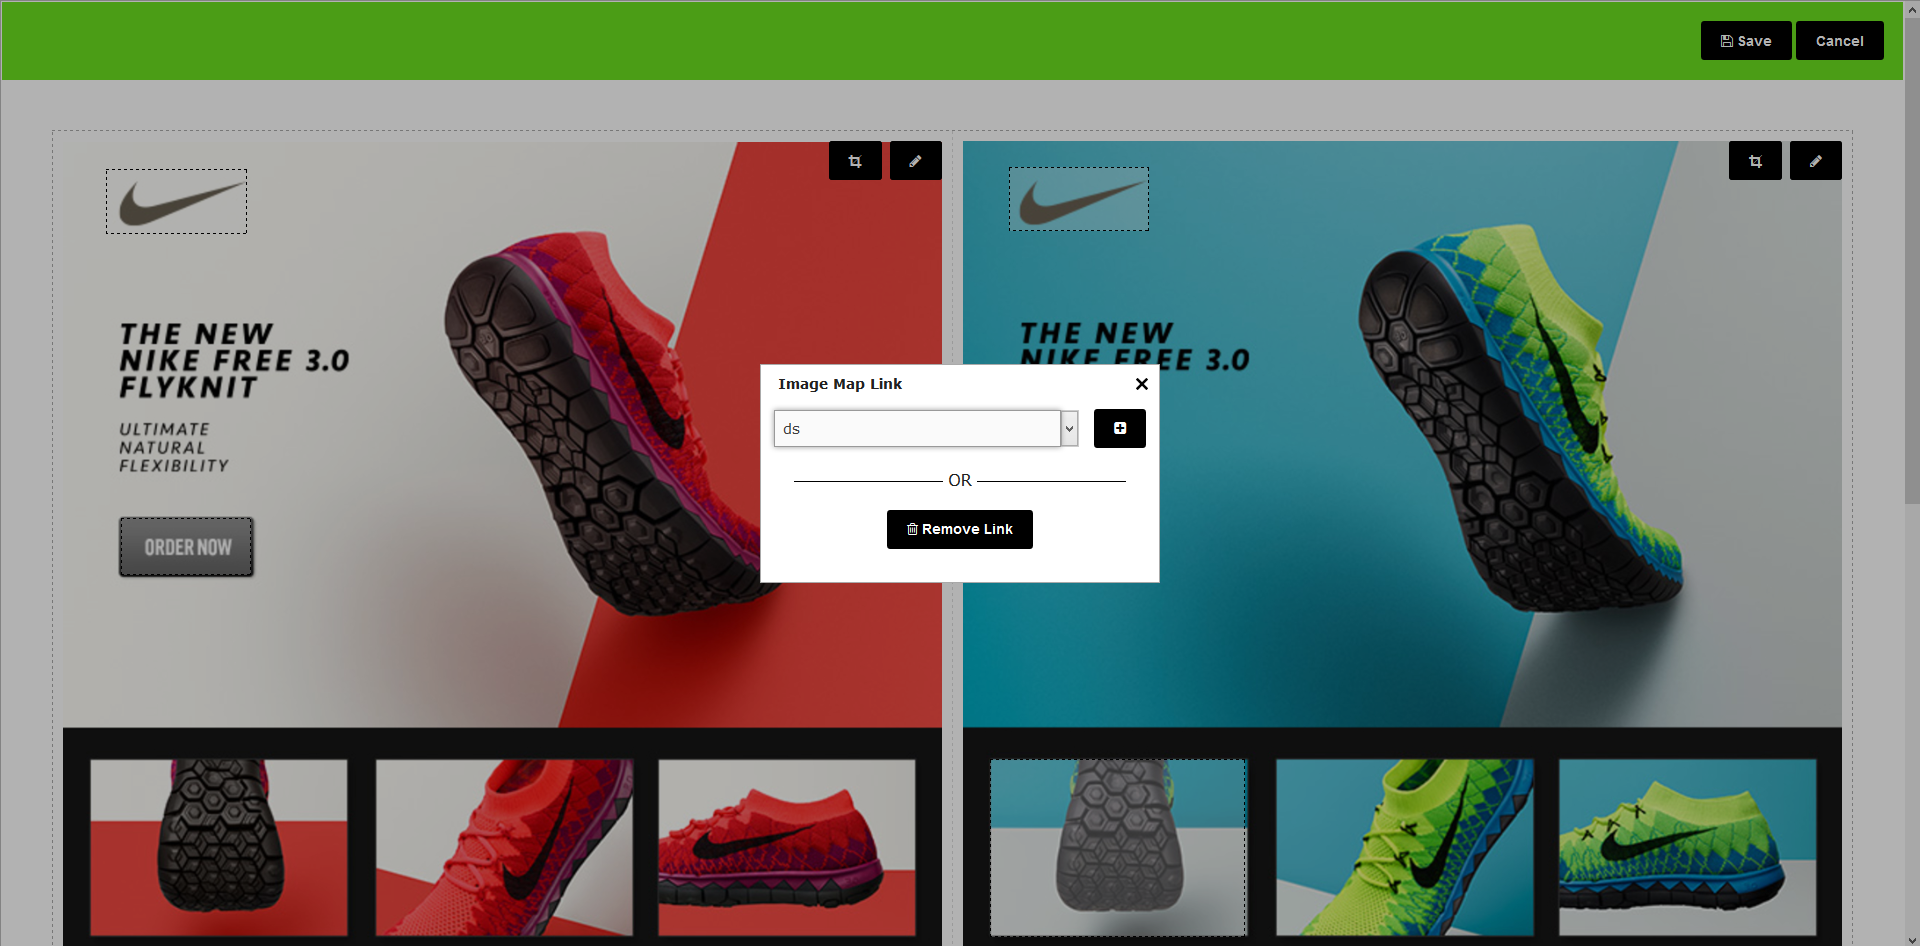 Save
Cancel
THE NEW
NIKE FREE 3.0
FLYKNIT
ULTIMATE
NATURAL
FLEXIBILITY
ORDER NOW
THE NEW
NIKE FREE 3.0
Image Map Link
ds
OR
Remove Link